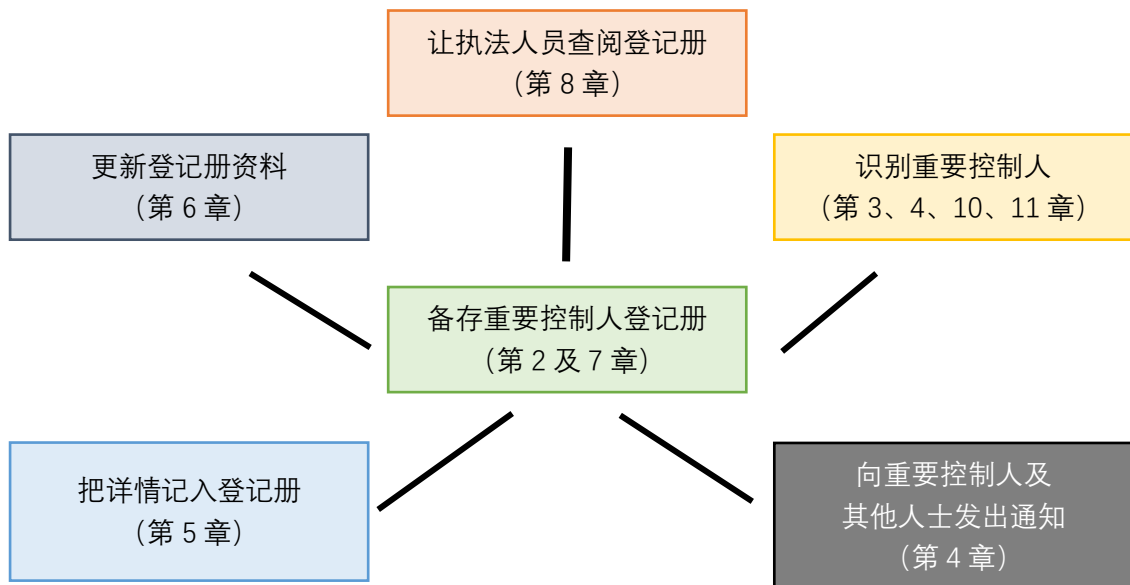 让执法人员查阅登记册
（第 8 章）
更新登记册资料
（第 6 章）
识别重要控制人
（第 3、4、10、11 章）
备存重要控制人登记册
（第 2 及 7 章）
把详情记入登记册
（第 5 章）
向重要控制人及
其他人士发出通知
（第 4 章）